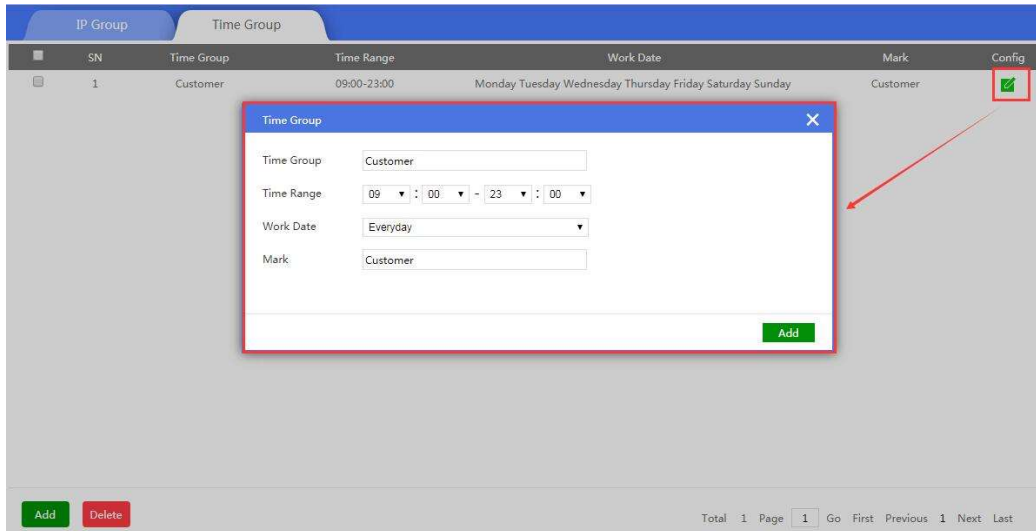 IP Group Time Group
SN Time Group Time Range Work Date Mark Config
1 Customer 09:00-23:00 Monday Tuesday Wednesday Thursday Friday Saturday Sunday Customer
Time Group
Time Group Customer
Time Range 09 : 00 - 23 : 00
Work Date Everyday
Mark Customer
Add
Add Delete Total 1 Page 1 Go First Previous 1 Next Last